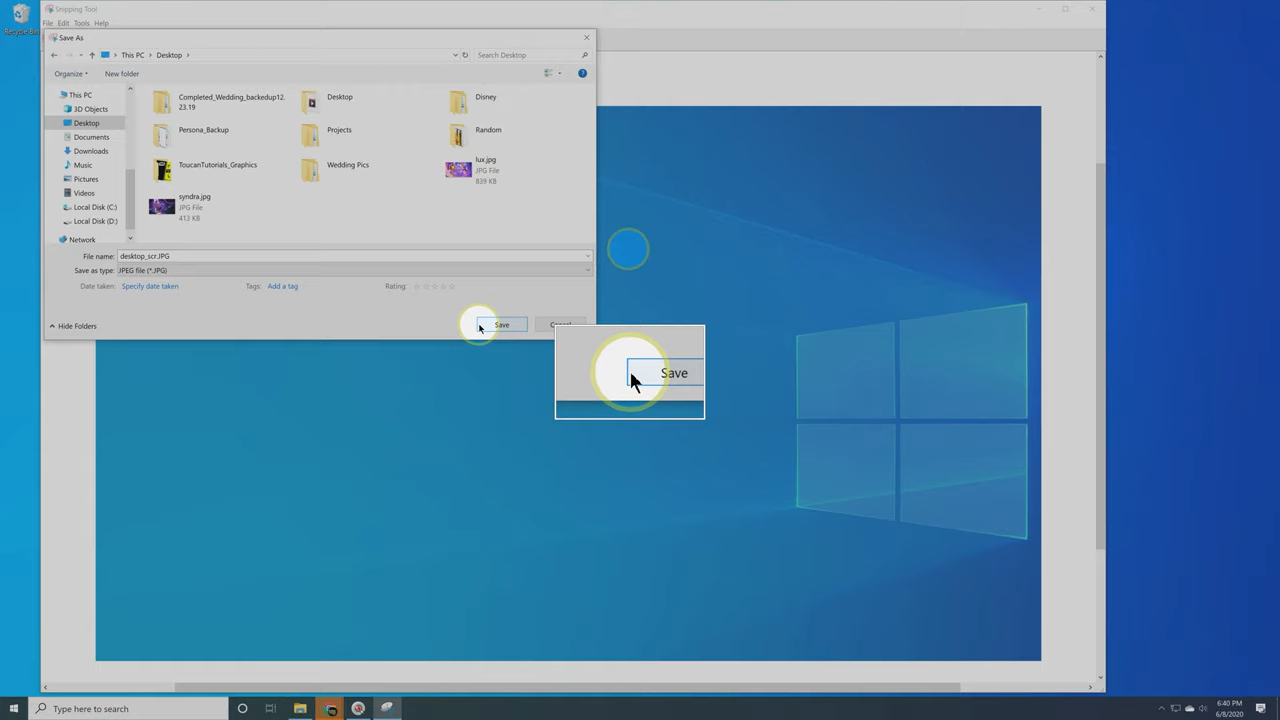 Snipping Tool
File Edit Tools Help
Save As
This PC > Desktop >
Search Desktop
Organize
New folder
This PC
3D Objects
Desktop
Documents
Downloads
Music
Pictures
Videos
Local Disk (C:)
Local Disk (D:)
Network
Completed_Wedding_backedup12.
23.19
Desktop
Disney
Persona_Backup
Projects
Random
ToucanTutorials_Graphics
Wedding Pics
lux.jpg
JPG File
839 KB
syndra.jpg
JPG File
413 KB
File name: desktop_scr.JPG
Save as type: JPEG file (*.JPG)
Date taken: Specify date taken
Tags: Add a tag
Rating:
Hide Folders
Save
Save
Type here to search
6:40 PM
6/8/2020